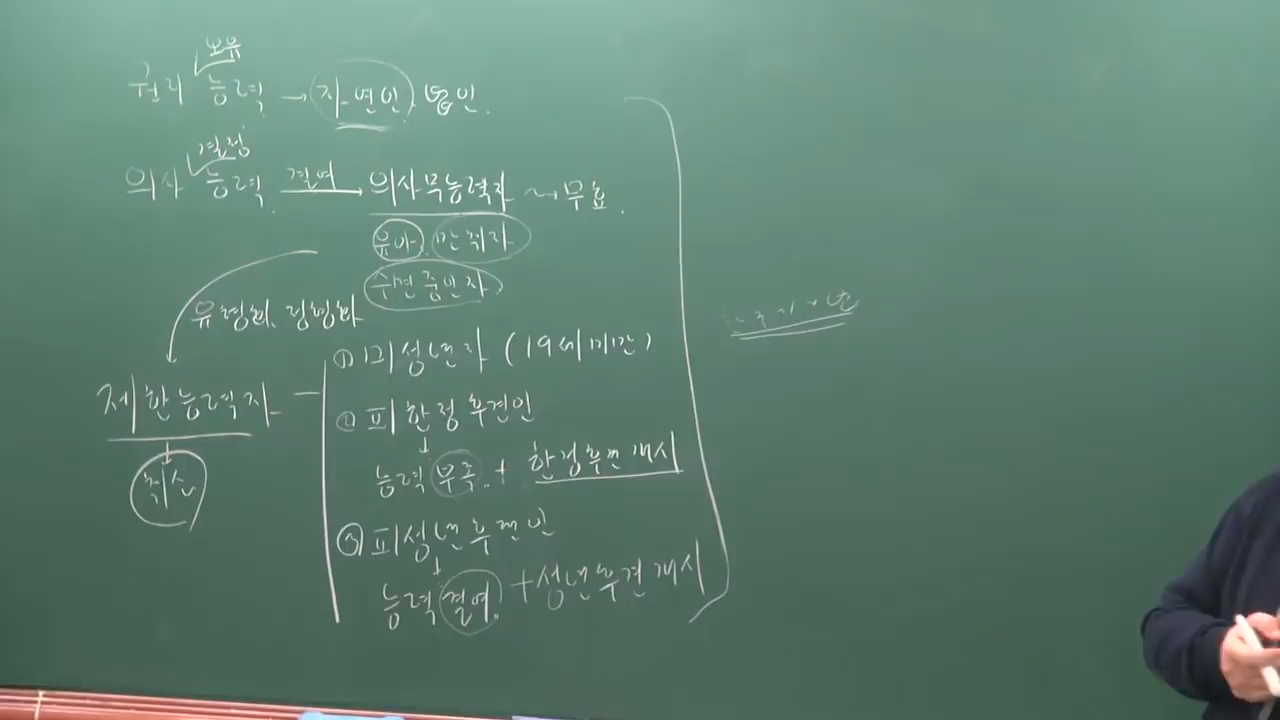 보유
권리 능력 → 자연인. 법인.
결정
의사 능력. 결여 → 의사무능력자 ~> 무효.
유아. 만취자
수면중인자
유형화, 정형화
① 미성년자 (19세 미만)
제한능력자
② 피한정후견인
↓
능력 부족. + 한정후견개시
취소
③ 피성년후견인
↓
능력 결여. + 성년후견개시